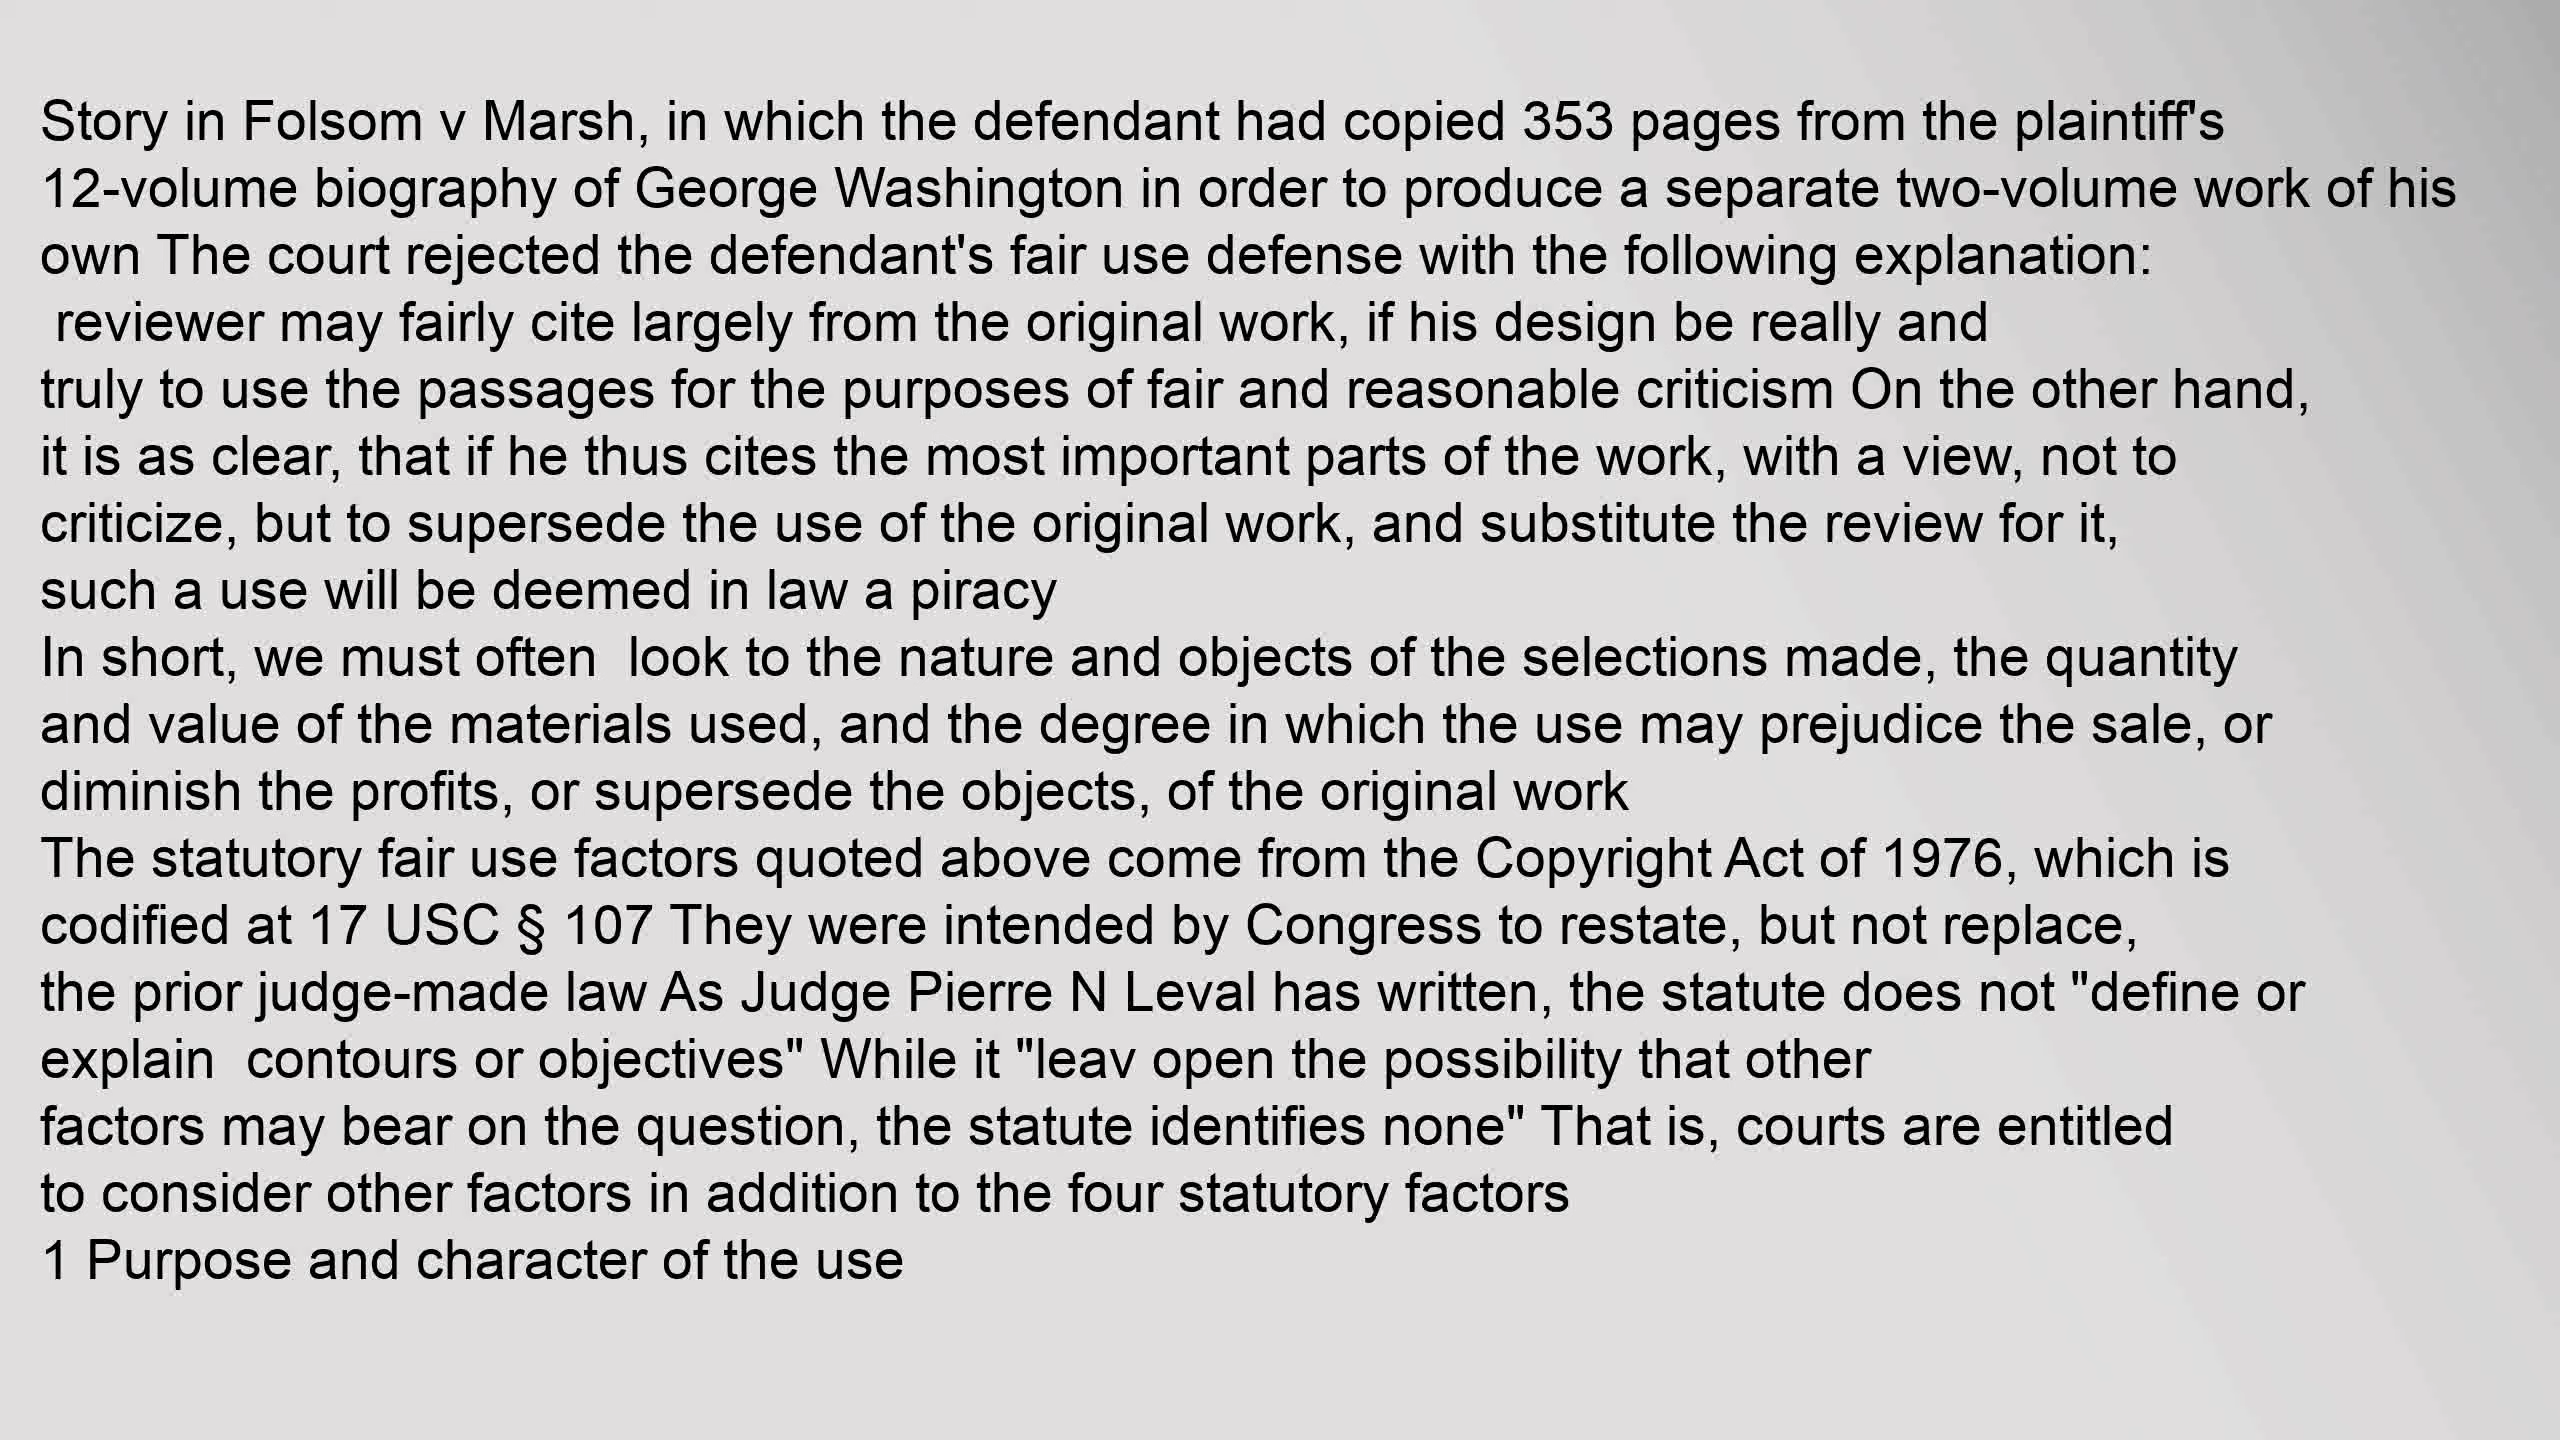 Story in Folsom v Marsh, in which the defendant had copied 353 pages from the plaintiff's
12-volume biography of George Washington in order to produce a separate two-volume work of his
own The court rejected the defendant's fair use defense with the following explanation:
reviewer may fairly cite largely from the original work, if his design be really and
truly to use the passages for the purposes of fair and reasonable criticism On the other hand,
it is as clear, that if he thus cites the most important parts of the work, with a view, not to
criticize, but to supersede the use of the original work, and substitute the review for it,
such a use will be deemed in law a piracy
In short, we must often  look to the nature and objects of the selections made, the quantity
and value of the materials used, and the degree in which the use may prejudice the sale, or
diminish the profits, or supersede the objects, of the original work
The statutory fair use factors quoted above come from the Copyright Act of 1976, which is
codified at 17 USC § 107 They were intended by Congress to restate, but not replace,
the prior judge-made law As Judge Pierre N Leval has written, the statute does not "define or
explain  contours or objectives" While it "leav open the possibility that other
factors may bear on the question, the statute identifies none" That is, courts are entitled
to consider other factors in addition to the four statutory factors
1 Purpose and character of the use